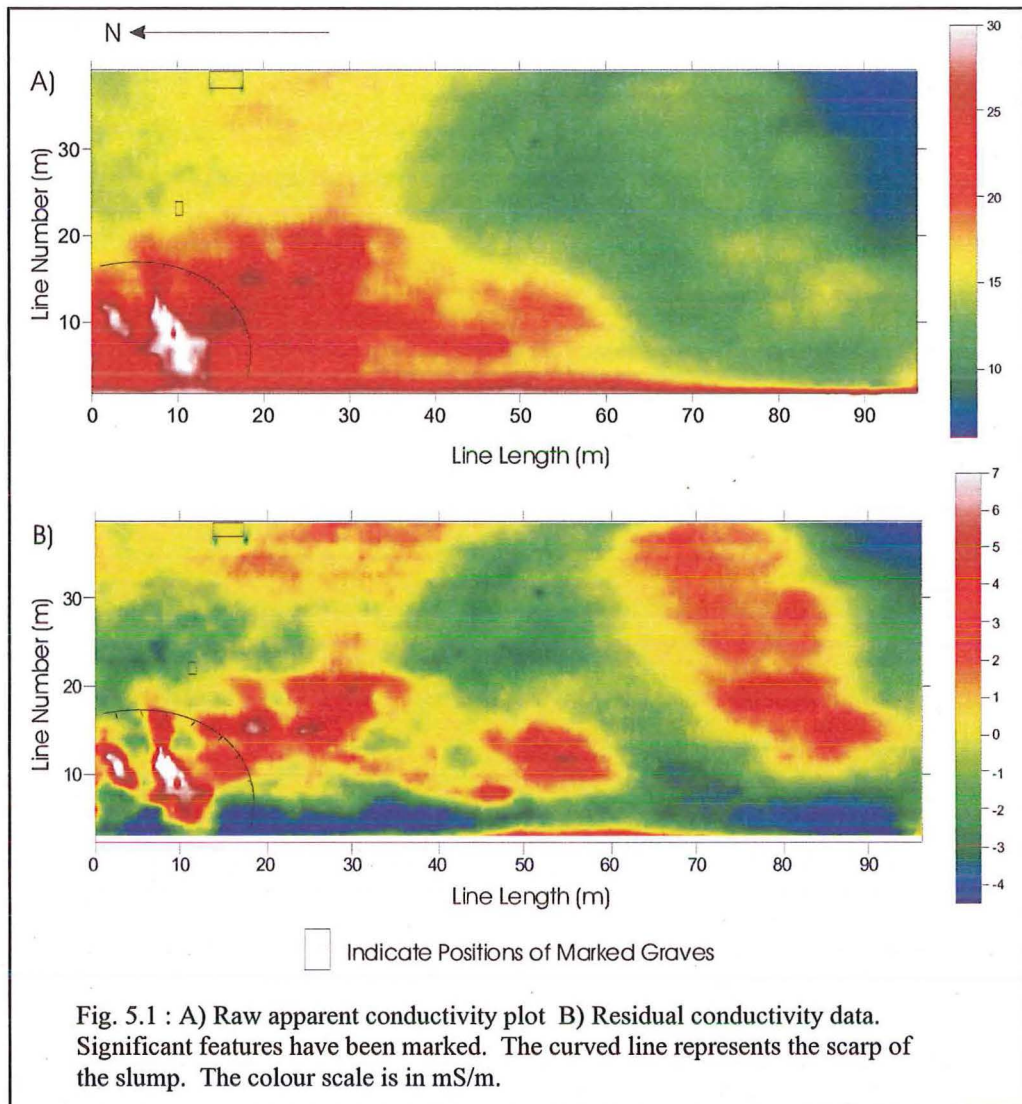 N
A)
30
20
10
Line Number (m)
0 10 20 30 40 50 60 70 80 90
Line Length (m)
30
25
20
15
10
B)
30
20
10
Line Number (m)
0 10 20 30 40 50 60 70 80 90
Line Length (m)
7
6
5
4
3
2
1
0
-1
-2
-3
-4
Indicate Positions of Marked Graves
Fig. 5.1 : A) Raw apparent conductivity plot B) Residual conductivity data.
Significant features have been marked. The curved line represents the scarp of
the slump. The colour scale is in mS/m.